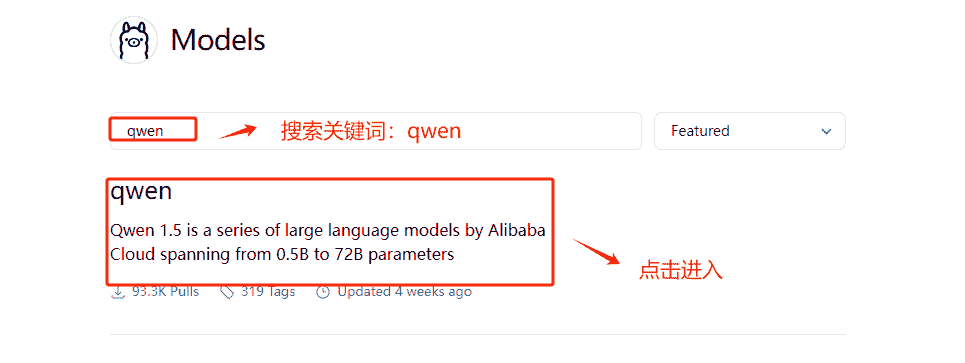 Models
qwen
搜索关键词：qwen
Featured
qwen
Qwen 1.5 is a series of large language models by Alibaba
Cloud spanning from 0.5B to 72B parameters
点击进入
93.3K Pulls 319 Tags Updated 4 weeks ago